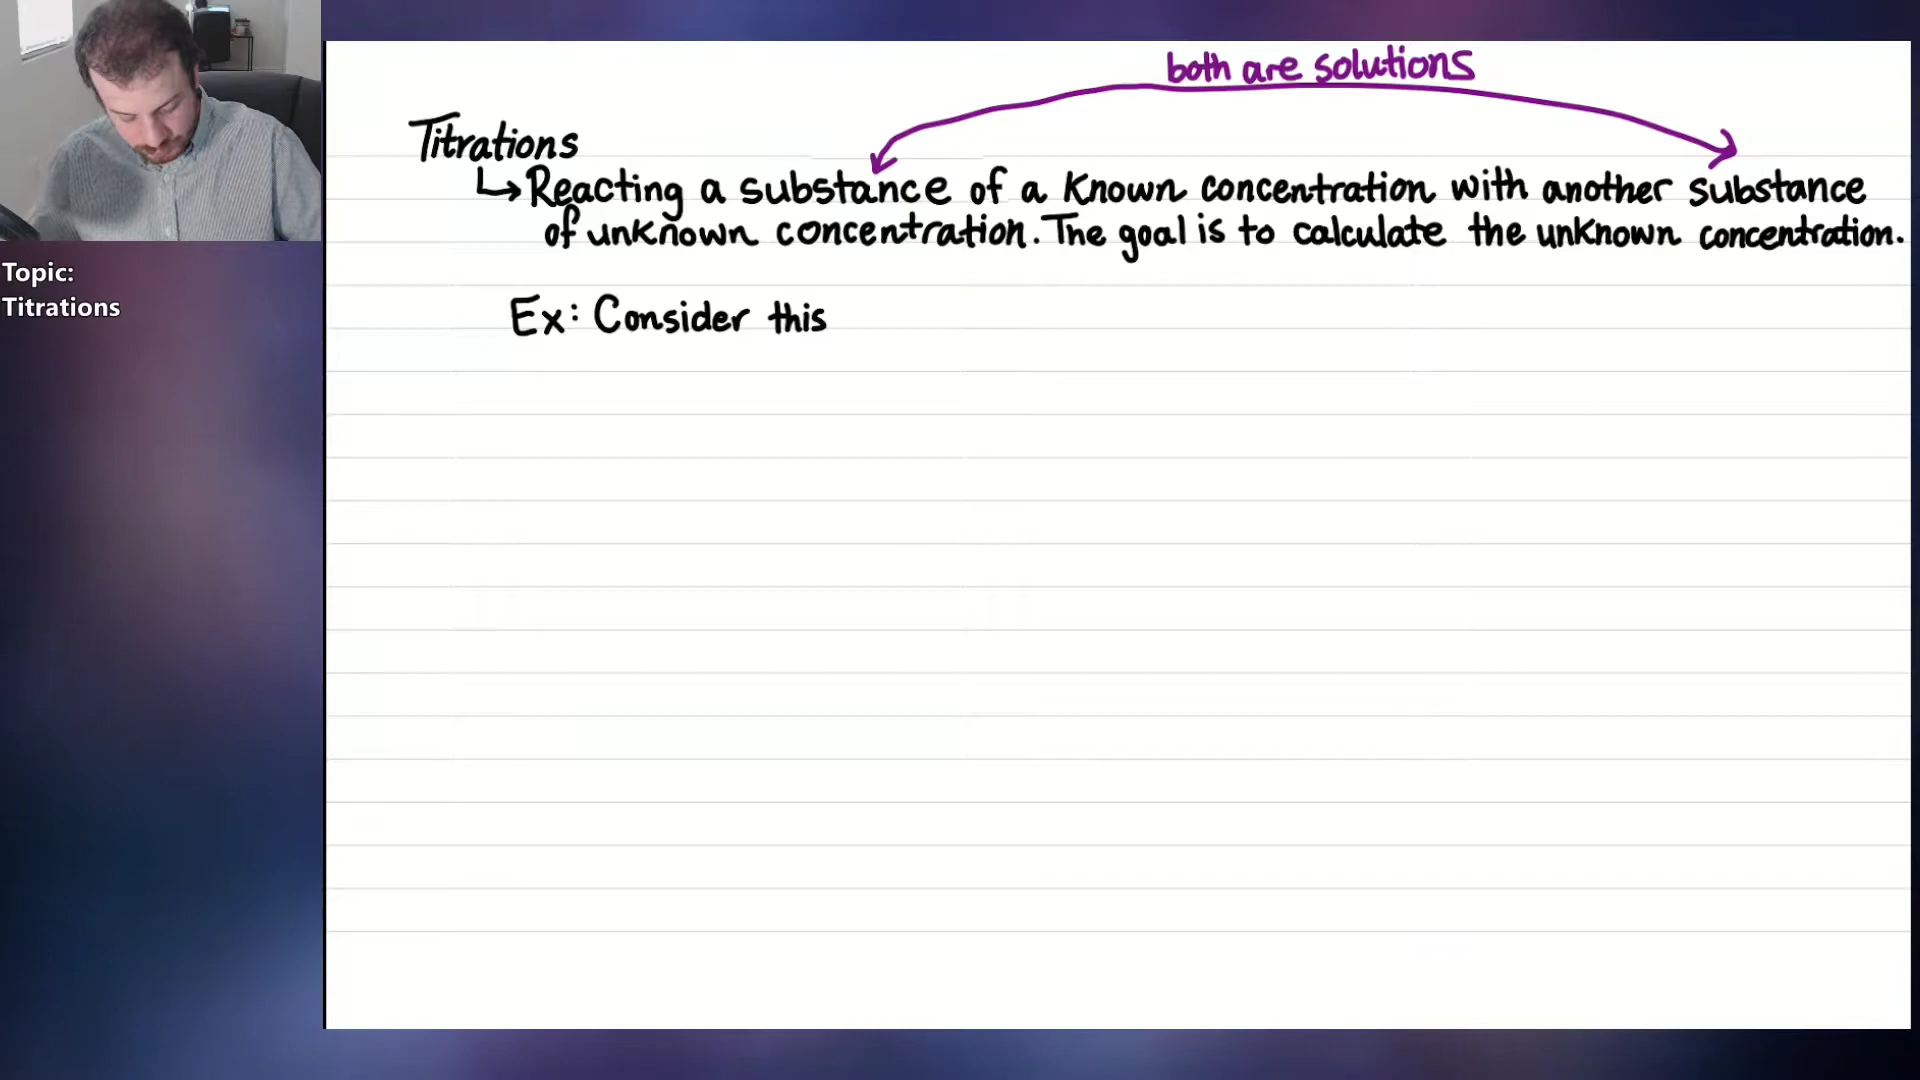 both are solutions
Titrations
↳Reacting a substance of a known concentration with another substance
of unknown concentration. The goal is to calculate the unknown concentration.
Topic:
Titrations
Ex: Consider this